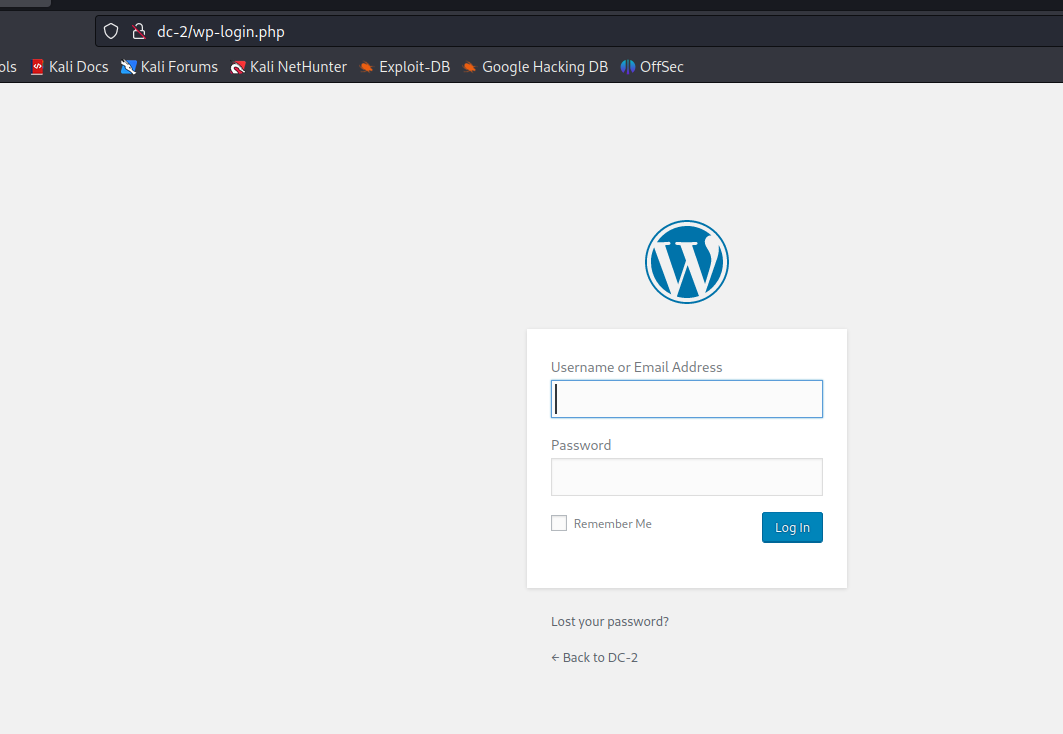 dc-2/wp-login.php
ols Kali Docs Kali Forums Kali NetHunter Exploit-DB Google Hacking DB OffSec
W
Username or Email Address
Password
Remember Me Log In
Lost your password?
← Back to DC-2